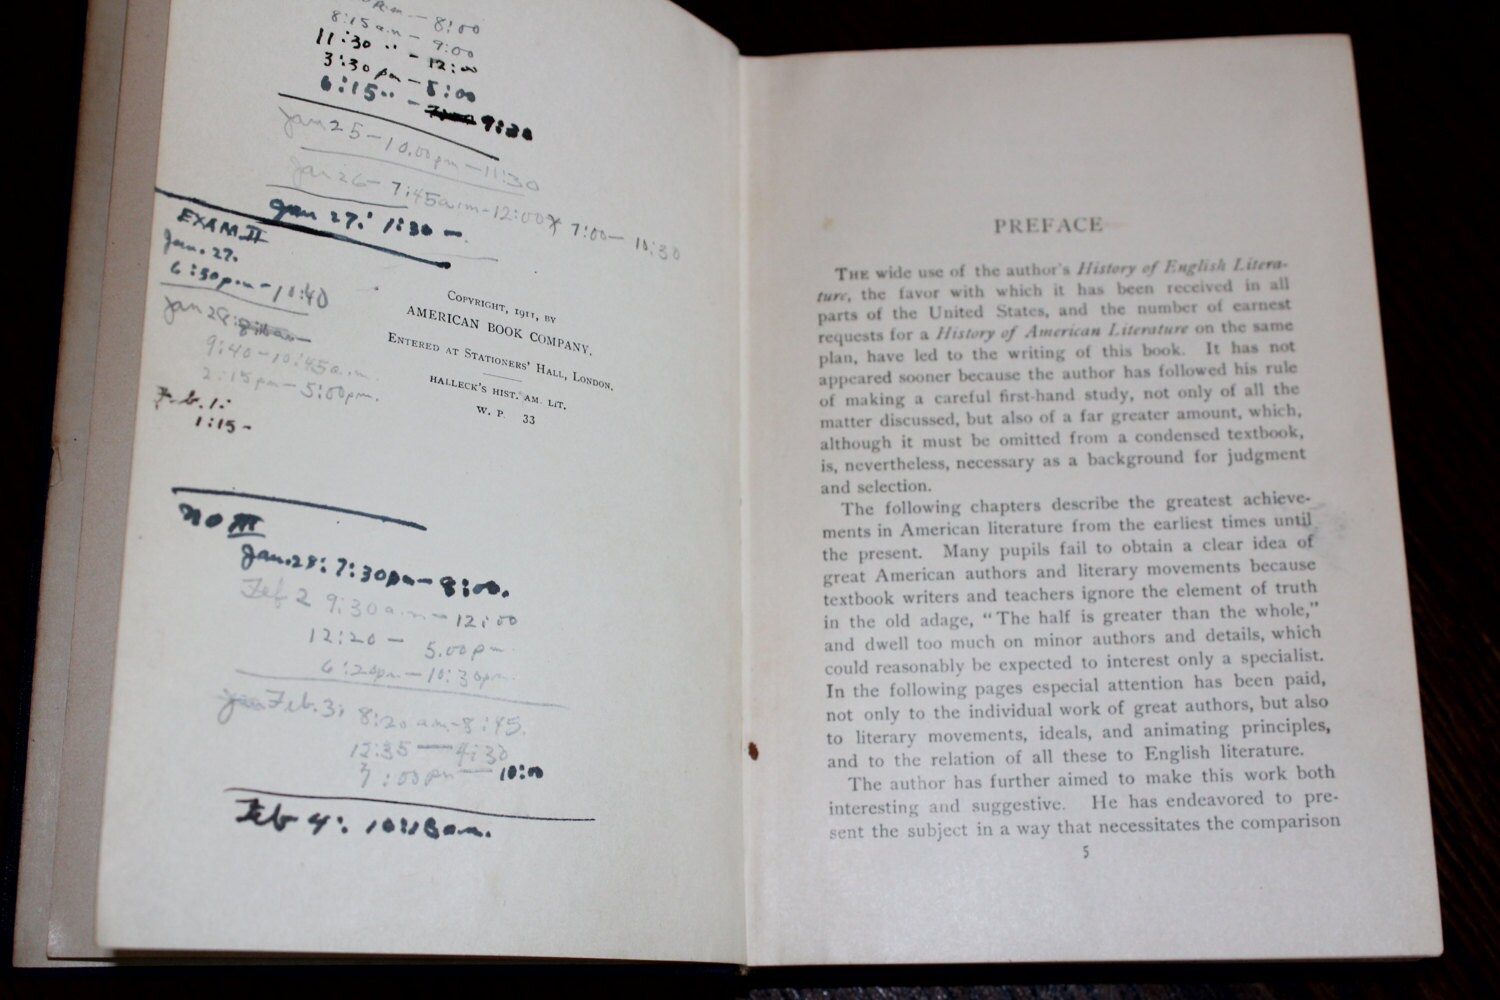 pm — 8:00
8:15 am - 9:00
11:30 " - 12:00
3:30 pm — 5:00
6:15 " - 9:30
Jan 25 — 10.00pm — 11:30
Jan 26 — 7:45 a.m - 12:00 7:00 — 10:30
Jan 27: 1:30 —
EXAM II
Jan. 27.
6:30pm - 10:40
Jan 29:
9:40 - 10:45a.m.
2:15pm — 5:00pm.
Feb. 1:
1:15 -
COPYRIGHT, 1911, BY
AMERICAN BOOK COMPANY.
ENTERED AT STATIONERS' HALL, LONDON.
HALLECK'S HIST. AM. LIT.
W. P. 33
NO III
Jan. 28: 7:30pm — 8:00.
Feb 2 9:30 a.m — 12:00
12:20 — 5.00 pm
6:20pm — 10:30pm
Feb. 3: 8:20 am - 8:45.
12:35 — 4:30
7:00 pm — 10:00
Feb 4: 10:18 a.m.
PREFACE
THE wide use of the author's History of English Litera-
ture, the favor with which it has been received in all
parts of the United States, and the number of earnest
requests for a History of American Literature on the same
plan, have led to the writing of this book. It has not
appeared sooner because the author has followed his rule
of making a careful first-hand study, not only of all the
matter discussed, but also of a far greater amount, which,
although it must be omitted from a condensed textbook,
is, nevertheless, necessary as a background for judgment
and selection.
The following chapters describe the greatest achieve-
ments in American literature from the earliest times until
the present. Many pupils fail to obtain a clear idea of
great American authors and literary movements because
textbook writers and teachers ignore the element of truth
in the old adage, "The half is greater than the whole,"
and dwell too much on minor authors and details, which
could reasonably be expected to interest only a specialist.
In the following pages especial attention has been paid,
not only to the individual work of great authors, but also
to literary movements, ideals, and animating principles,
and to the relation of all these to English literature.
The author has further aimed to make this work both
interesting and suggestive. He has endeavored to pre-
sent the subject in a way that necessitates the comparison
5